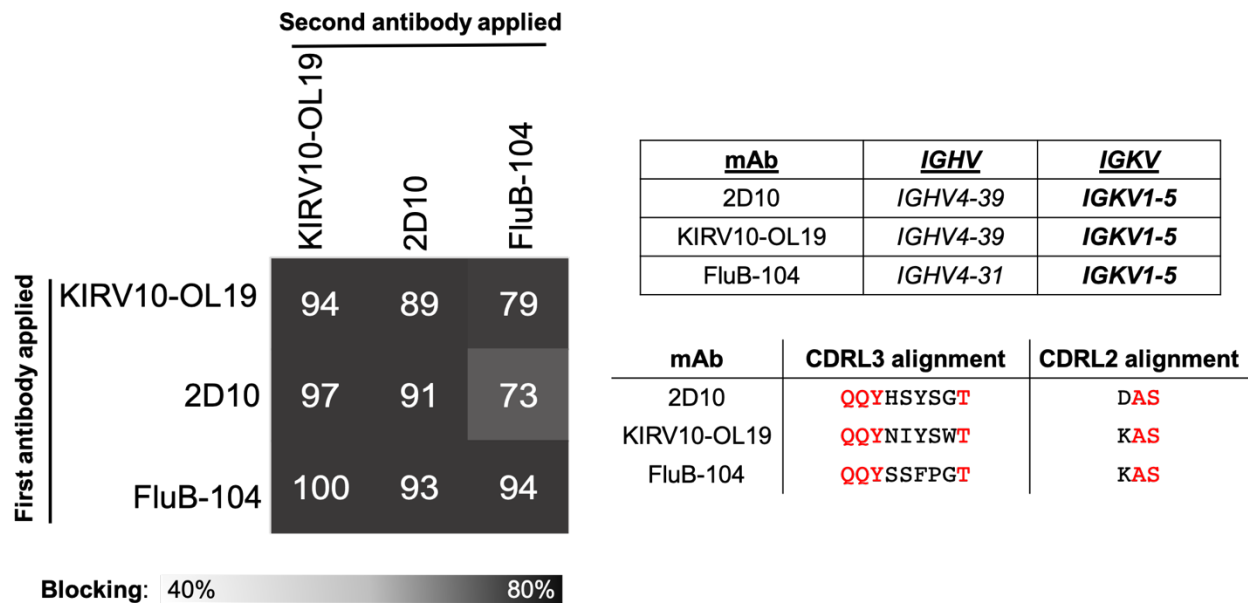 Second antibody applied
KIRV10-OL19
2D10
FluB-104
First antibody applied
KIRV10-OL19 94 89 79
2D10 97 91 73
FluB-104 100 93 94
Blocking: 40% 80%
mAb IGHV IGKV
2D10 IGHV4-39 IGKV1-5
KIRV10-OL19 IGHV4-39 IGKV1-5
FluB-104 IGHV4-31 IGKV1-5
mAb CDRL3 alignment CDRL2 alignment
2D10 QQYHSYSGT DAS
KIRV10-OL19 QQYNIYSWT KAS
FluB-104 QQYSSFPGT KAS